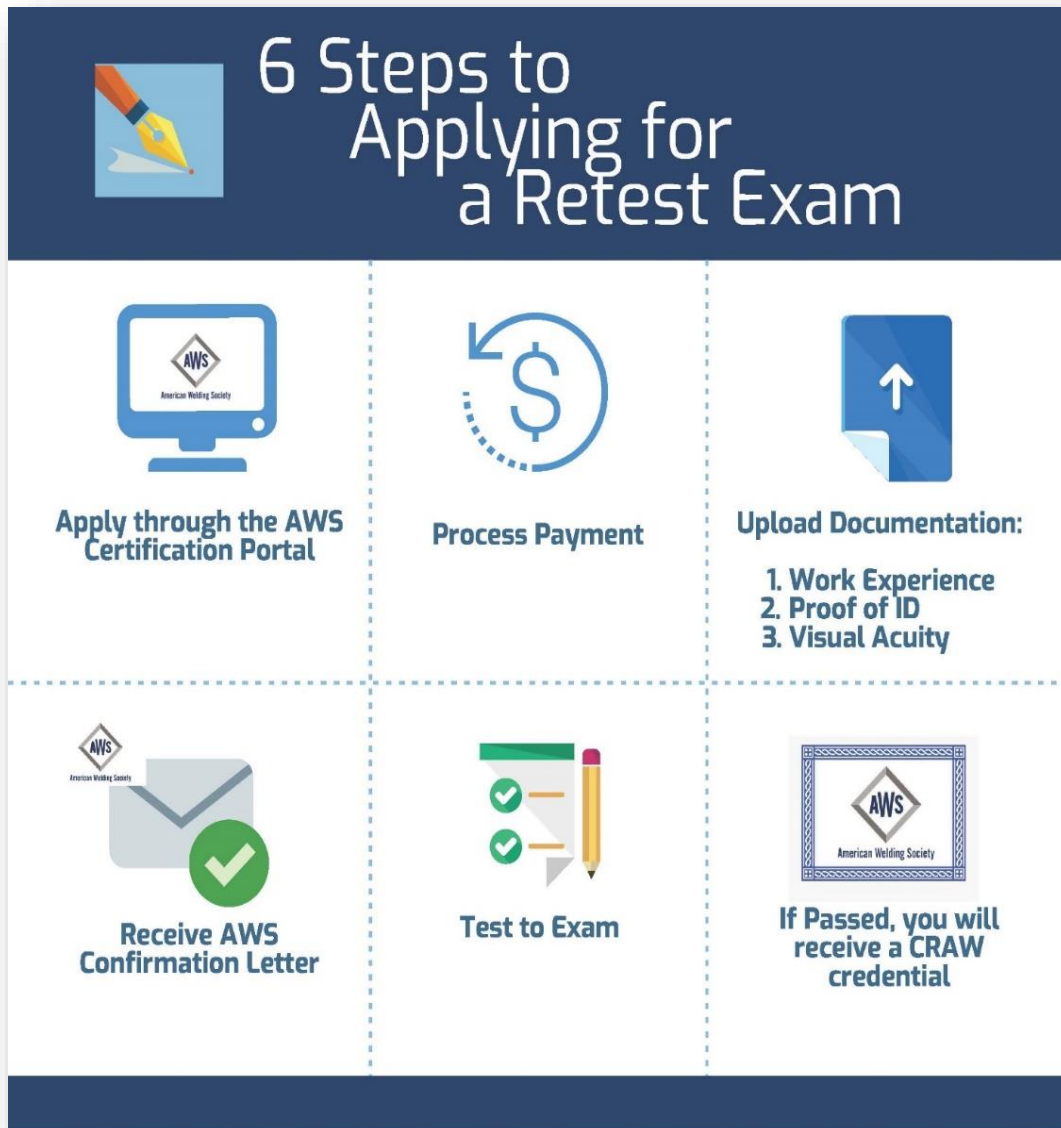 6 Steps to
Applying for
a Retest Exam
AWS
American Welding Society
Apply through the AWS
Certification Portal
$
Process Payment
Upload Documentation:
1. Work Experience
2. Proof of ID
3. Visual Acuity
AWS
American Welding Society
Receive AWS
Confirmation Letter
Test to Exam
AWS
American Welding Society
If Passed, you will
receive a CRAW
credential